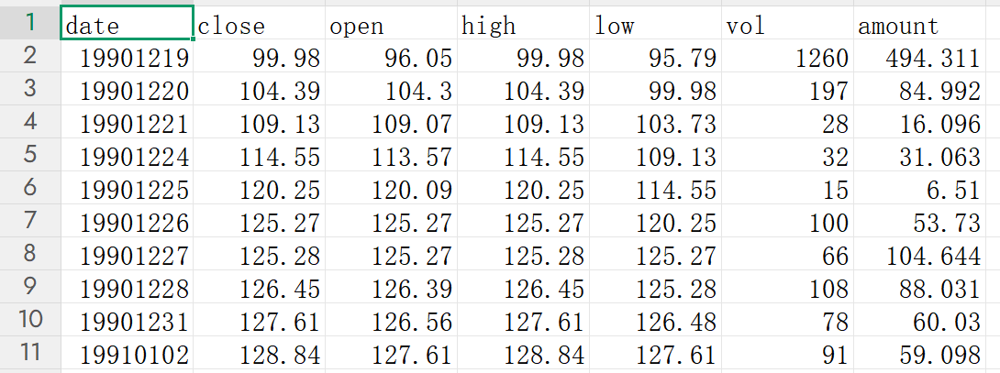 1 date close open high low vol amount
2 19901219 99.98 96.05 99.98 95.79 1260 494.311
3 19901220 104.39 104.3 104.39 99.98 197 84.992
4 19901221 109.13 109.07 109.13 103.73 28 16.096
5 19901224 114.55 113.57 114.55 109.13 32 31.063
6 19901225 120.25 120.09 120.25 114.55 15 6.51
7 19901226 125.27 125.27 125.27 120.25 100 53.73
8 19901227 125.28 125.27 125.28 125.27 66 104.644
9 19901228 126.45 126.39 126.45 125.28 108 88.031
10 19901231 127.61 126.56 127.61 126.48 78 60.03
11 19910102 128.84 127.61 128.84 127.61 91 59.098